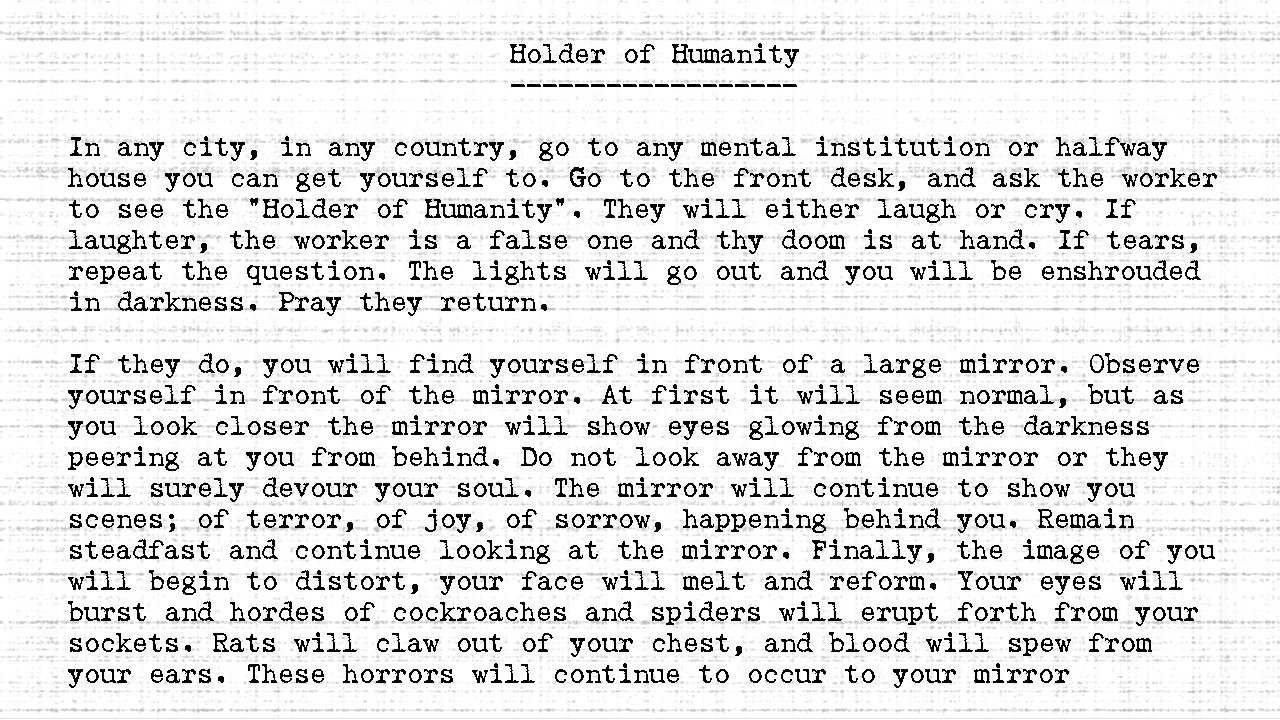 Holder of Humanity
------------------
In any city, in any country, go to any mental institution or halfway
house you can get yourself to. Go to the front desk, and ask the worker
to see the "Holder of Humanity". They will either laugh or cry. If
laughter, the worker is a false one and thy doom is at hand. If tears,
repeat the question. The lights will go out and you will be enshrouded
in darkness. Pray they return.
If they do, you will find yourself in front of a large mirror. Observe
yourself in front of the mirror. At first it will seem normal, but as
you look closer the mirror will show eyes glowing from the darkness
peering at you from behind. Do not look away from the mirror or they
will surely devour your soul. The mirror will continue to show you
scenes; of terror, of joy, of sorrow, happening behind you. Remain
steadfast and continue looking at the mirror. Finally, the image of you
will begin to distort, your face will melt and reform. Your eyes will
burst and hordes of cockroaches and spiders will erupt forth from your
sockets. Rats will claw out of your chest, and blood will spew from
your ears. These horrors will continue to occur to your mirror